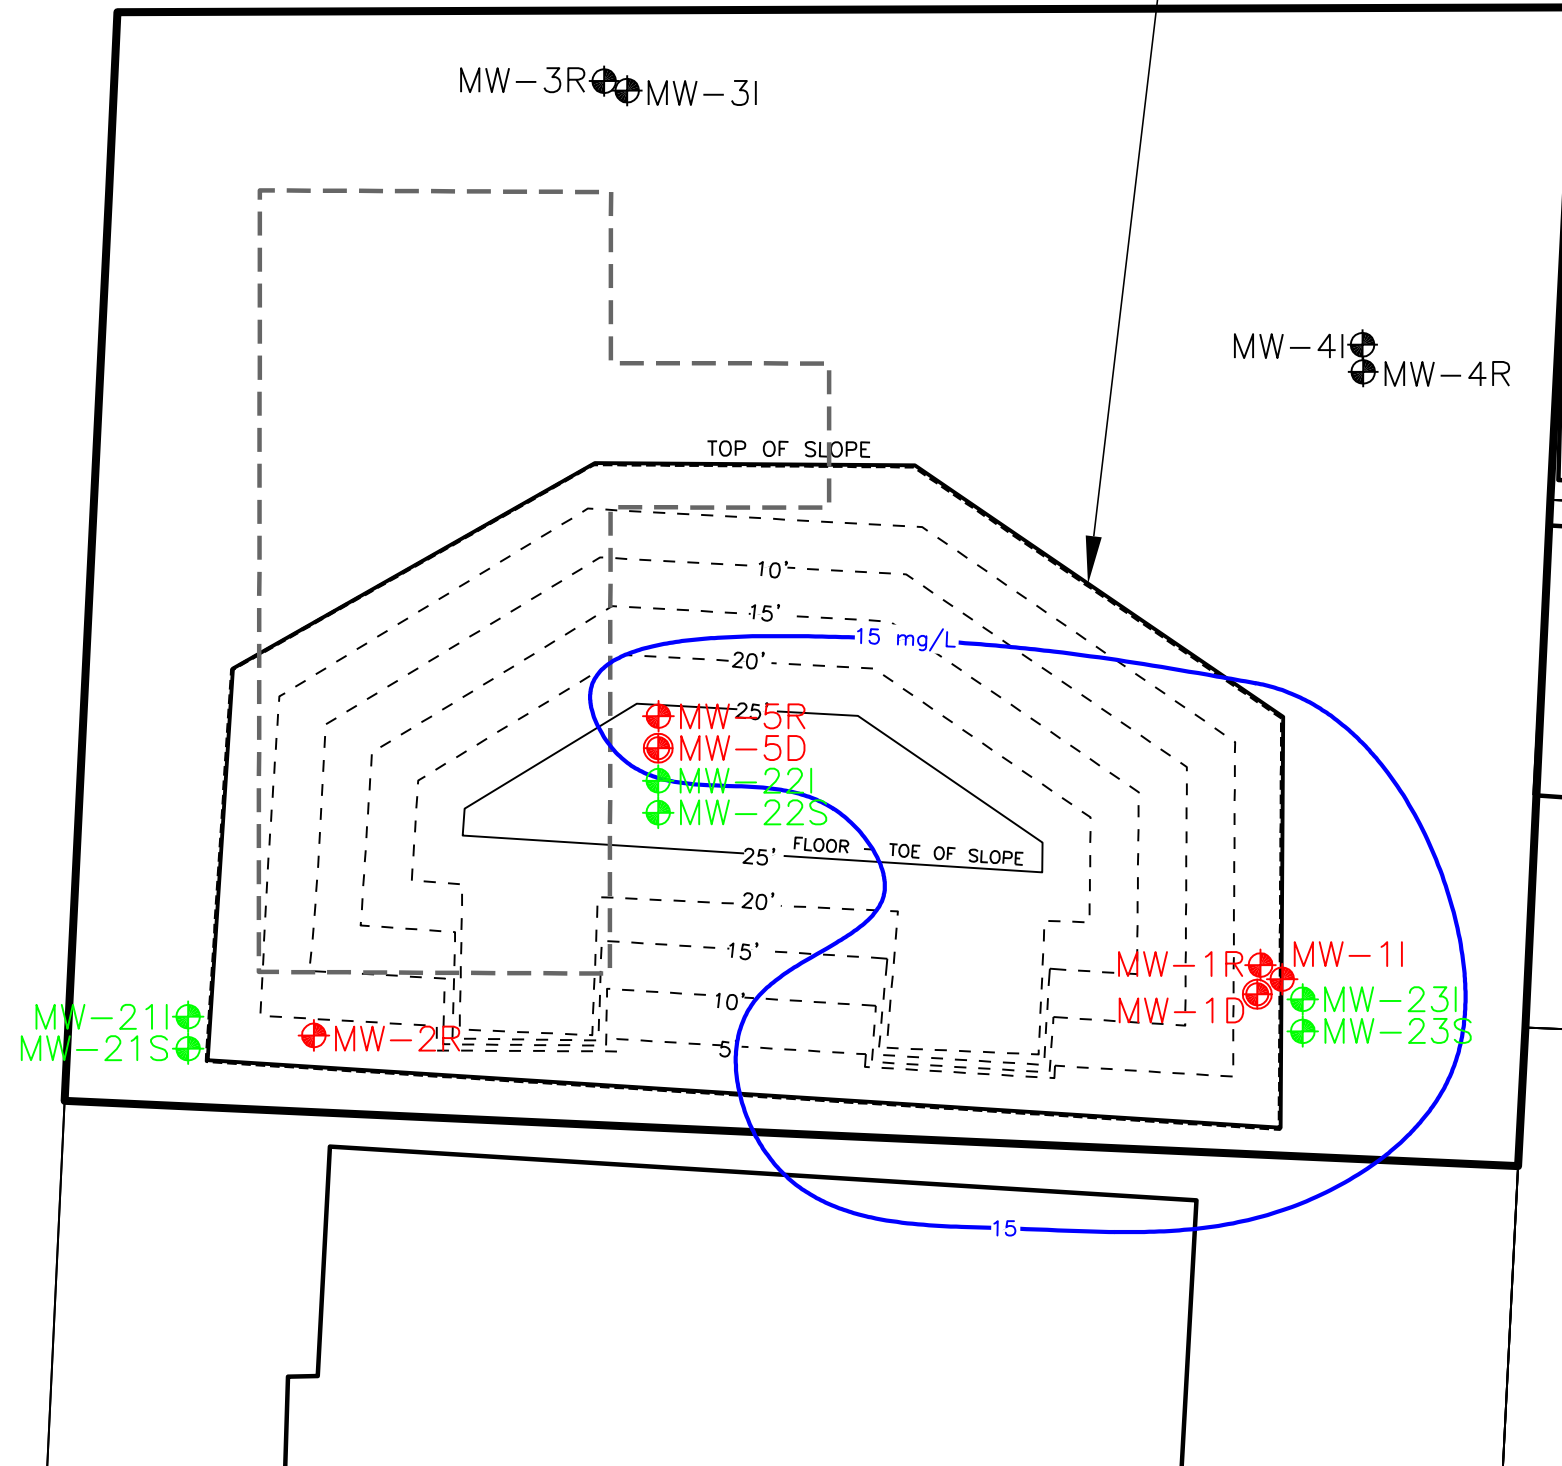 MW-3R
MW-3I
MW-4I
MW-4R
TOP OF SLOPE
10'
15'
15 mg/L
20'
25'
MW-5R
MW-5D
MW-22I
MW-22S
FLOOR - TOE OF SLOPE
25'
20'
15'
10'
5'
MW-1R
MW-1I
MW-1D
MW-23I
MW-23S
MW-21I
MW-21S
MW-2R
15